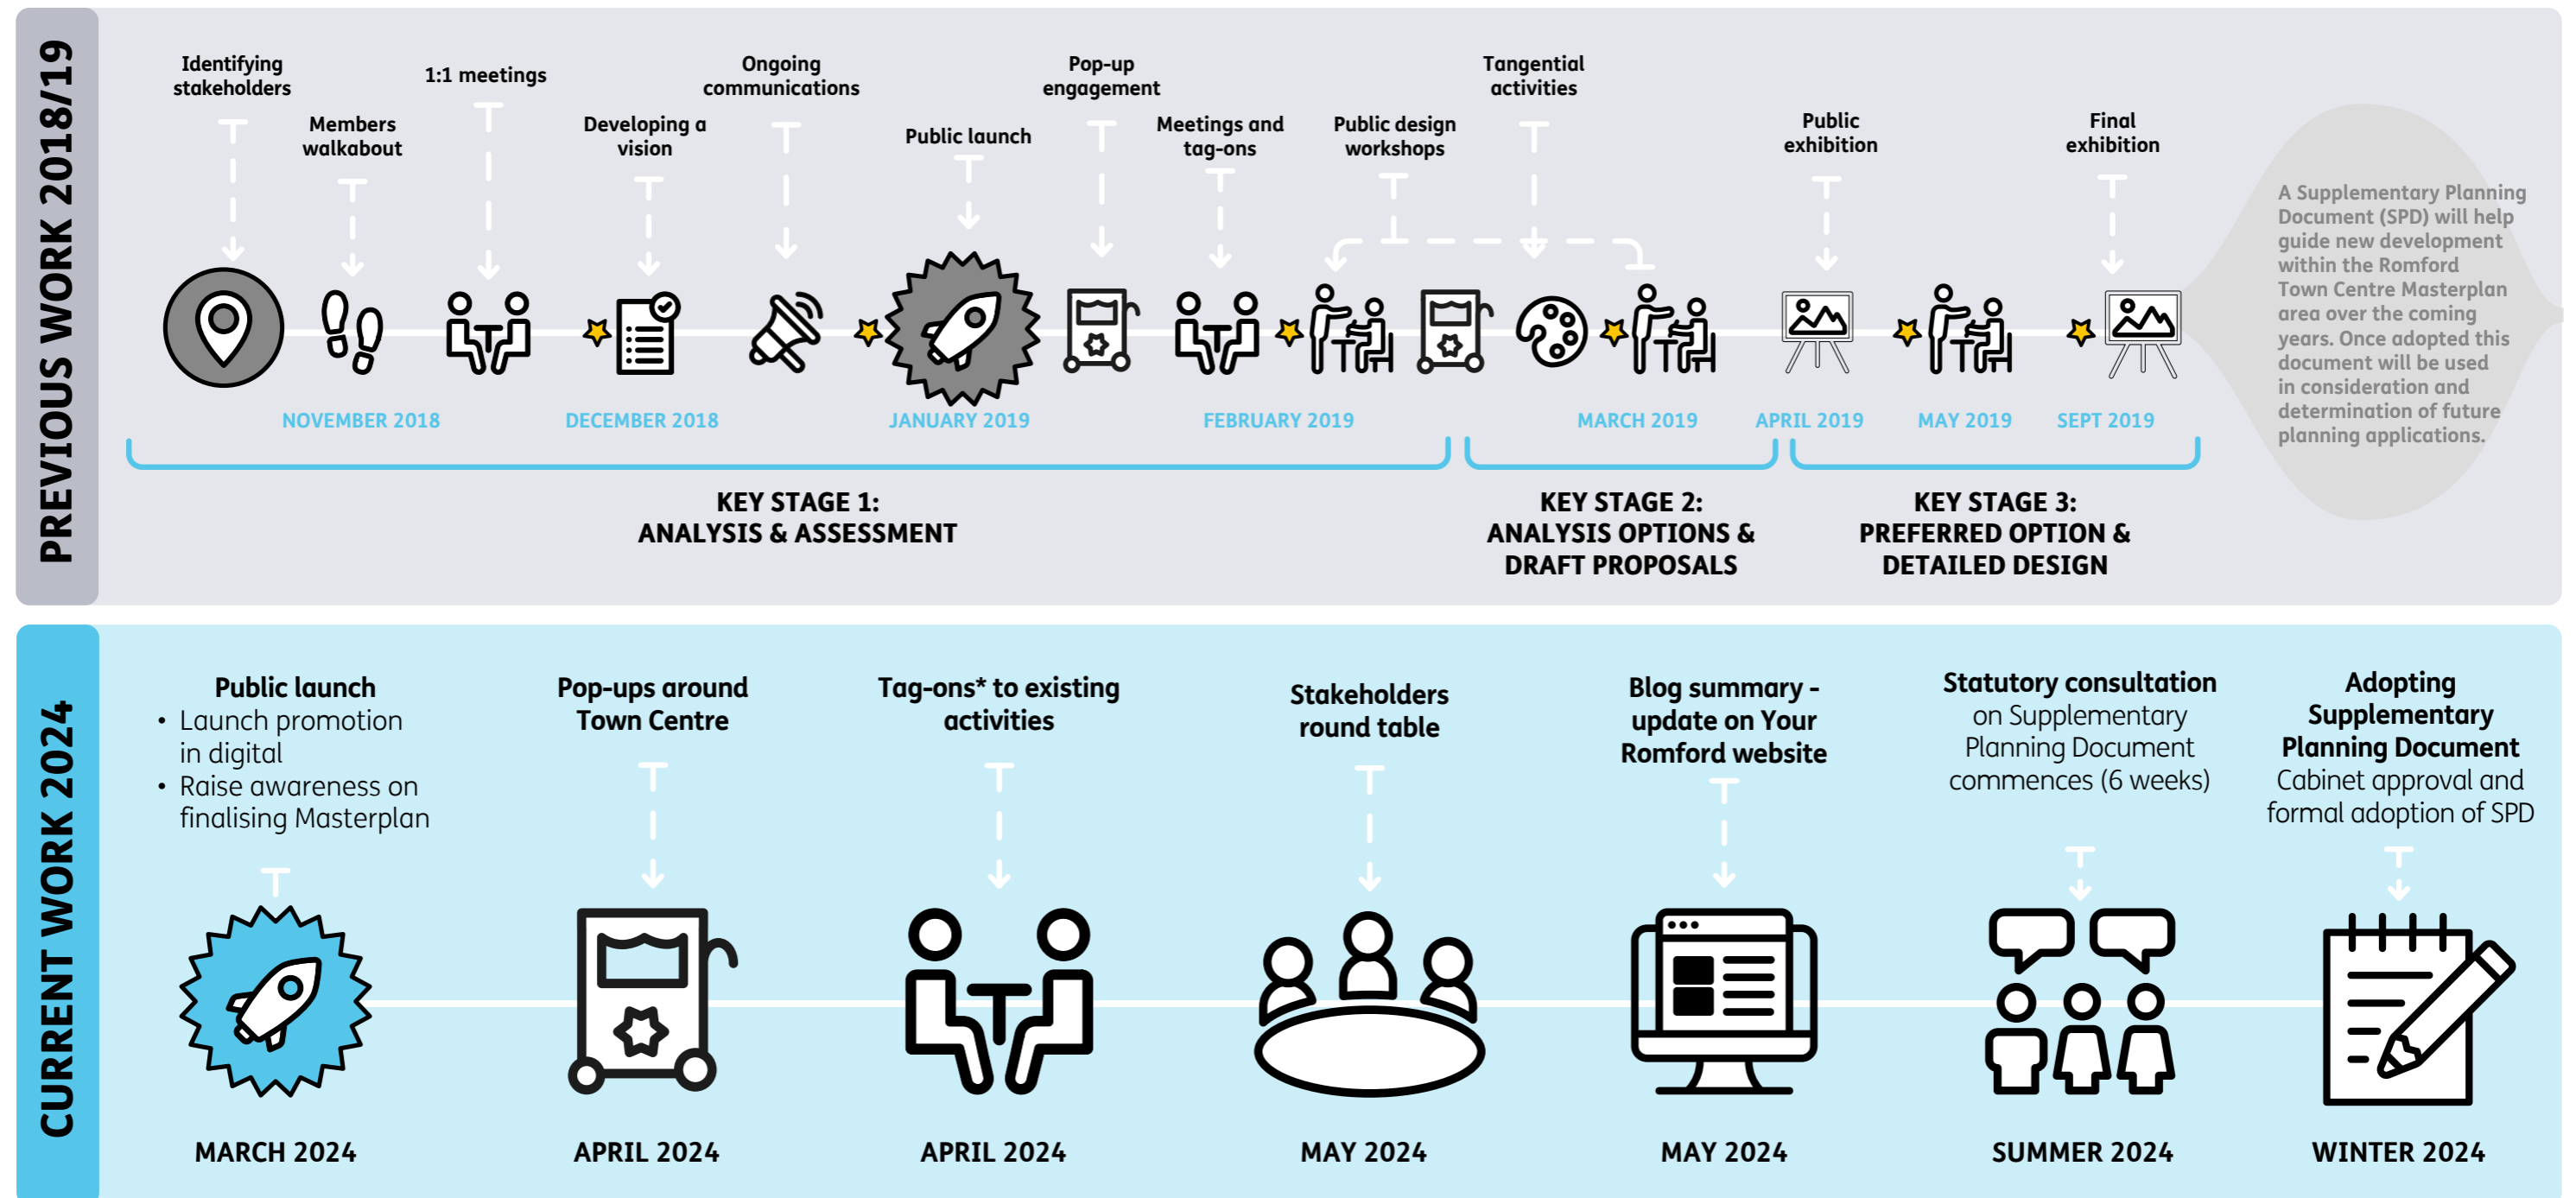 PREVIOUS WORK 2018/19
Identifying
stakeholders
Members
walkabout
1:1 meetings
Developing a
vision
Ongoing
communications
Public launch
Pop-up
engagement
Meetings and
tag-ons
Public design
workshops
Tangential
activities
Public
exhibition
Final
exhibition
NOVEMBER 2018
DECEMBER 2018
JANUARY 2019
FEBRUARY 2019
MARCH 2019
APRIL 2019
MAY 2019
SEPT 2019
KEY STAGE 1:
ANALYSIS & ASSESSMENT
KEY STAGE 2:
ANALYSIS OPTIONS &
DRAFT PROPOSALS
KEY STAGE 3:
PREFERRED OPTION &
DETAILED DESIGN
A Supplementary Planning
Document (SPD) will help
guide new development
within the Romford
Town Centre Masterplan
area over the coming
years. Once adopted this
document will be used
in consideration and
determination of future
planning applications.
CURRENT WORK 2024
Public launch
• Launch promotion
in digital
• Raise awareness on
finalising Masterplan
Pop-ups around
Town Centre
Tag-ons* to existing
activities
Stakeholders
round table
Blog summary -
update on Your
Romford website
Statutory consultation
on Supplementary
Planning Document
commences (6 weeks)
Adopting
Supplementary
Planning Document
Cabinet approval and
formal adoption of SPD
MARCH 2024
APRIL 2024
APRIL 2024
MAY 2024
MAY 2024
SUMMER 2024
WINTER 2024